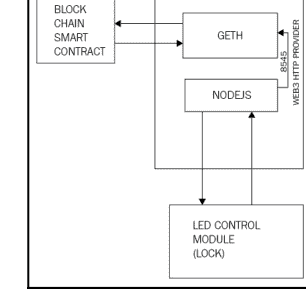 BLOCK
CHAIN
SMART
CONTRACT
GETH
8545
WEB3 HTTP PROVIDER
NODEJS
LED CONTROL
MODULE
(LOCK)